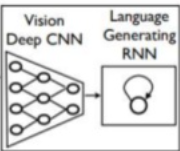 Vision
Deep CNN
Language
Generating
RNN